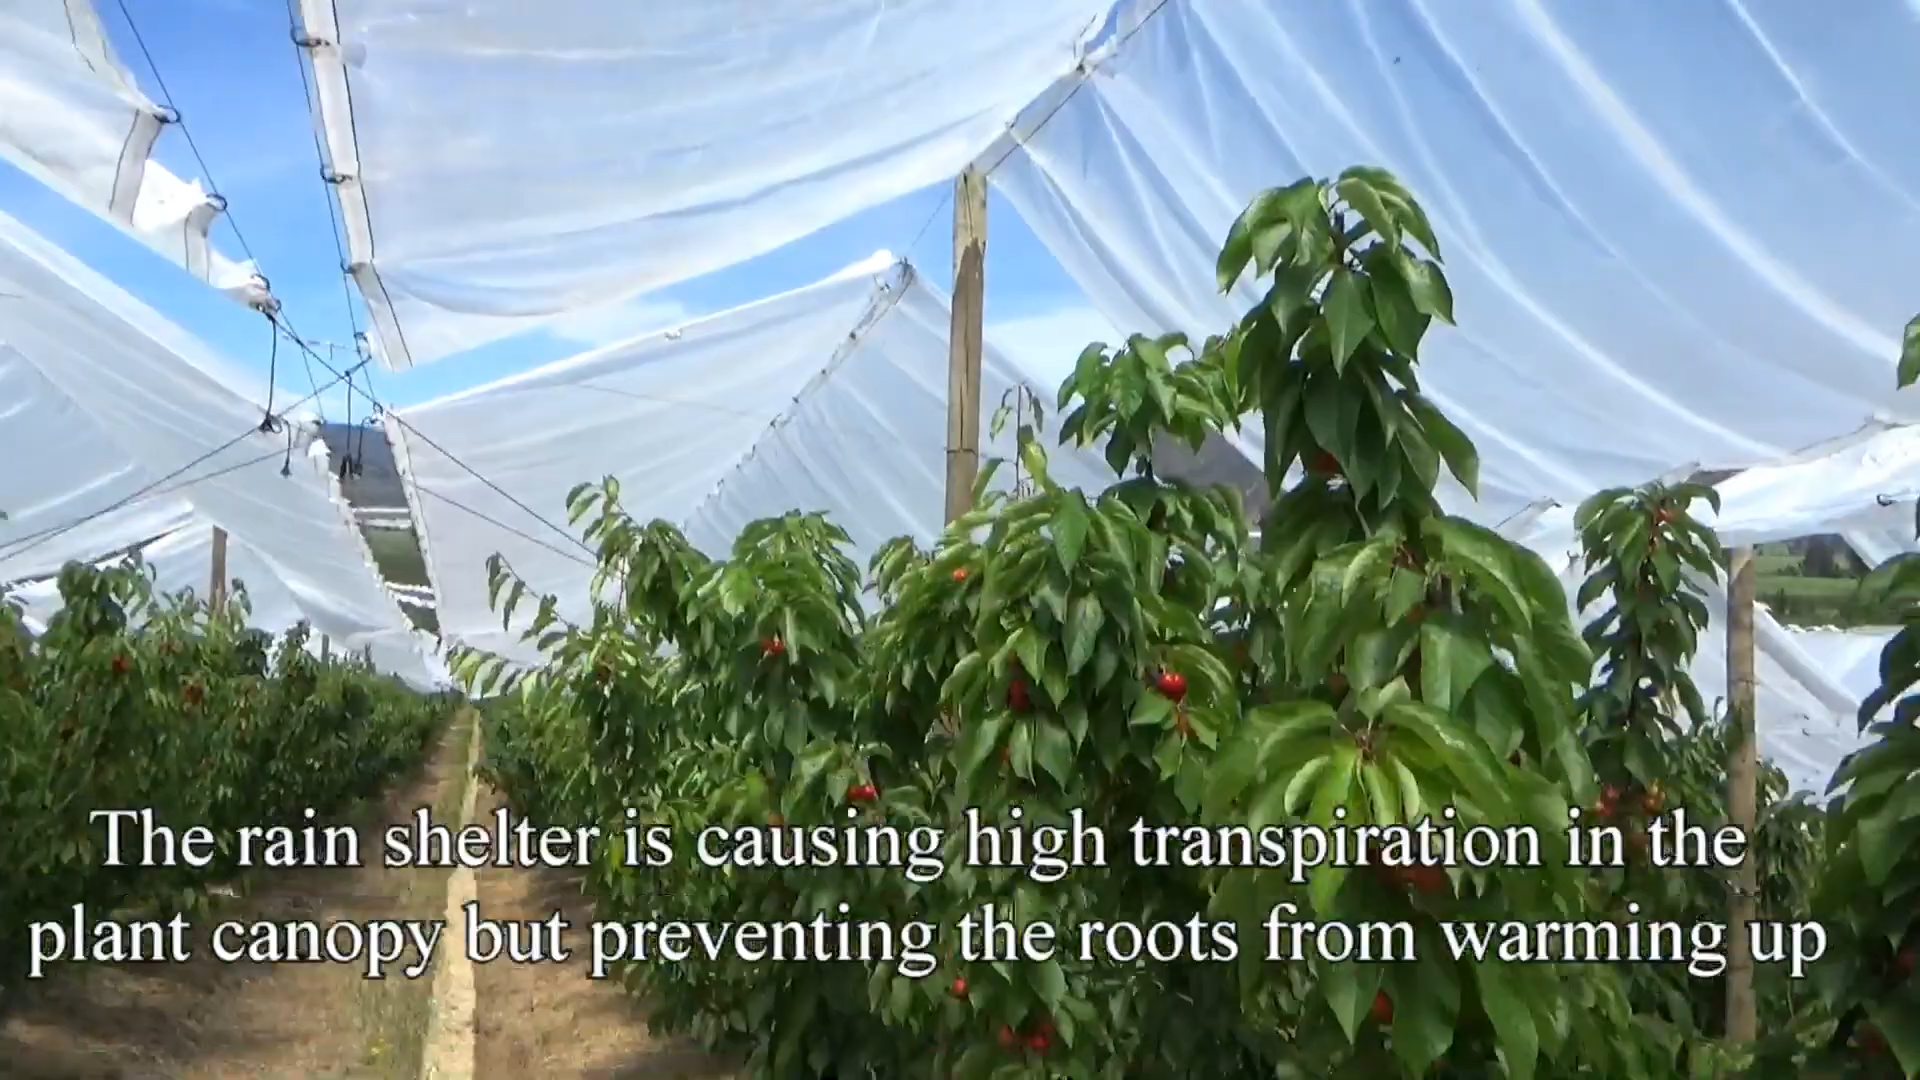 The rain shelter is causing high transpiration in the
plant canopy but preventing the roots from warming up